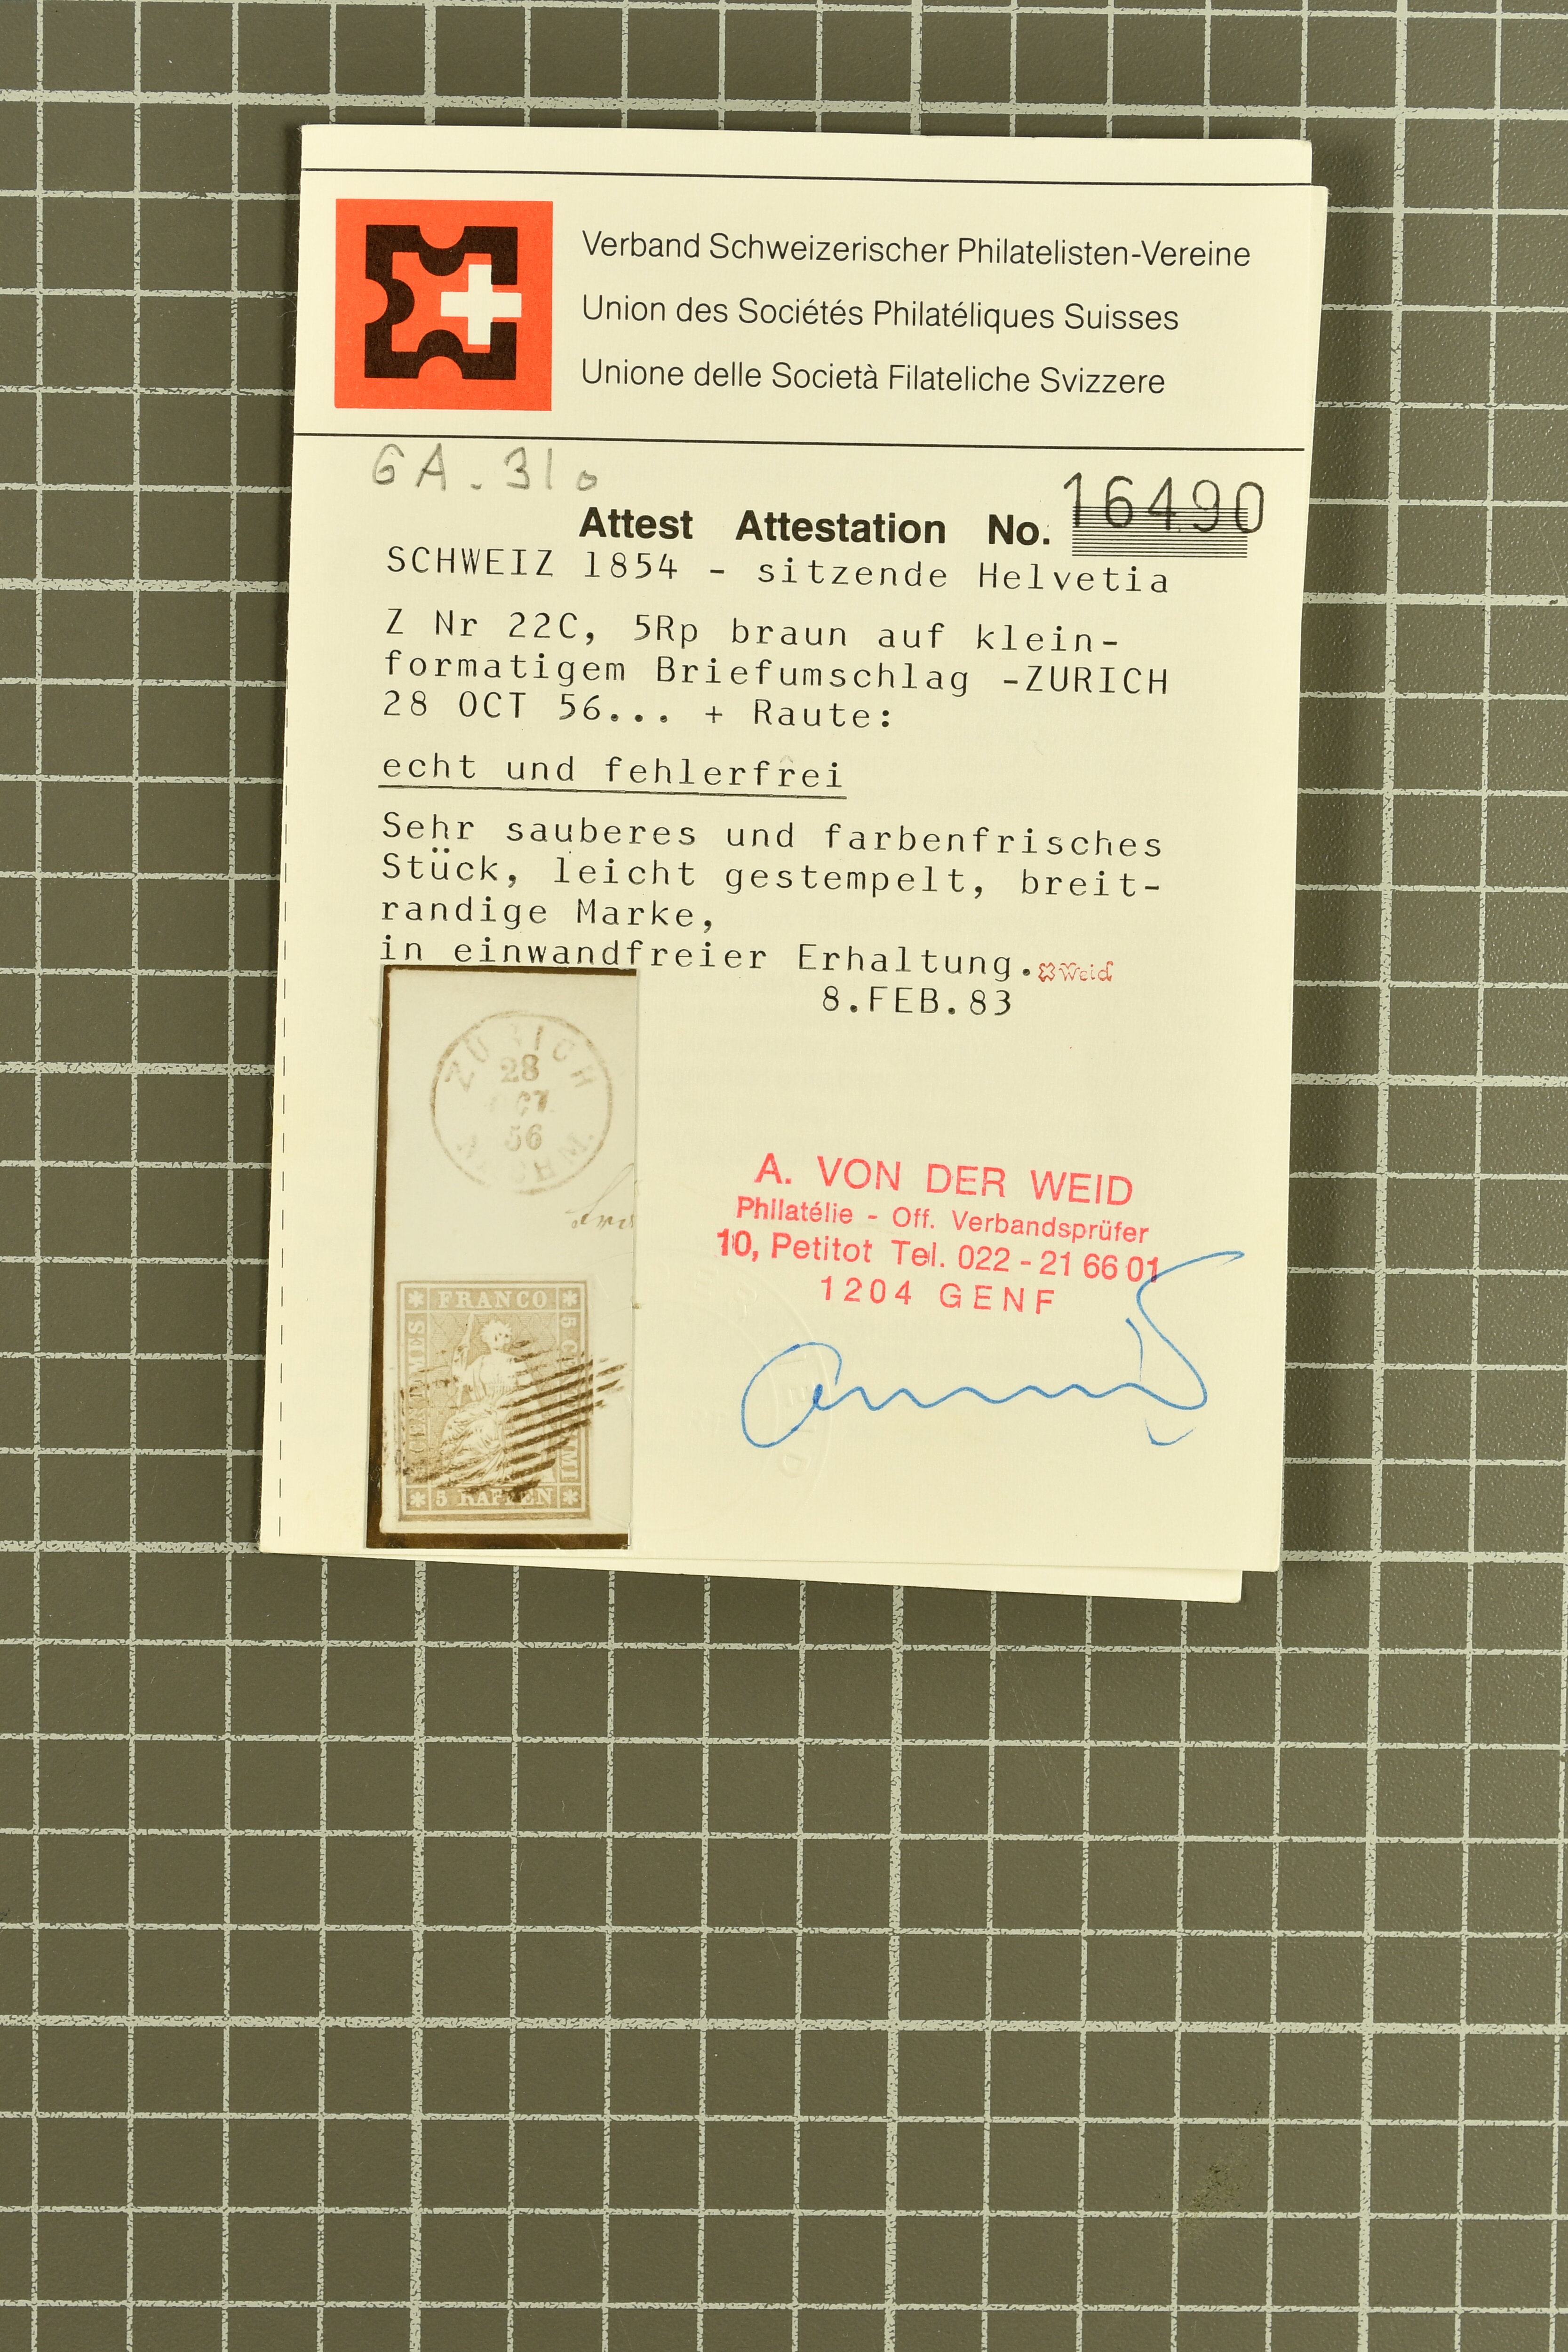 Verband Schweizerischer Philatelisten-Vereine
Union des Sociétés Philatéliques Suisses
Unione delle Società Filateliche Svizzere
GA. 310
Attest Attestation No. 16490
SCHWEIZ 1854 - sitzende Helvetia
Z Nr 22C, 5Rp braun auf klein-
formatigem Briefumschlag -ZURICH
28 OCT 56... + Raute:
echt und fehlerfrei
Sehr sauberes und farbenfrisches
Stück, leicht gestempelt, breit-
randige Marke,
in einwandfreier Erhaltung.
Weid
8.FEB.83
ZÜRICH
28
56
FRANCO
5 RAPPEN
A. VON DER WEID
Philatélie - Off. Verbandsprüfer
10, Petitot Tel. 022 - 21 66 01
1204 GENF